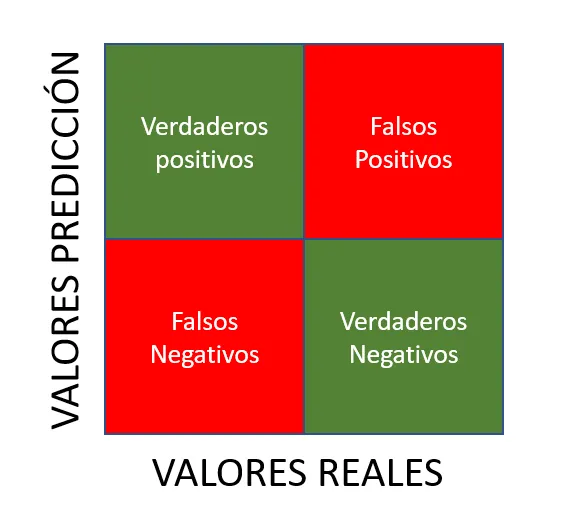 VALORES PREDICCIÓN
Verdaderos
positivos
Falsos
Positivos
Falsos
Negativos
Verdaderos
Negativos
VALORES REALES